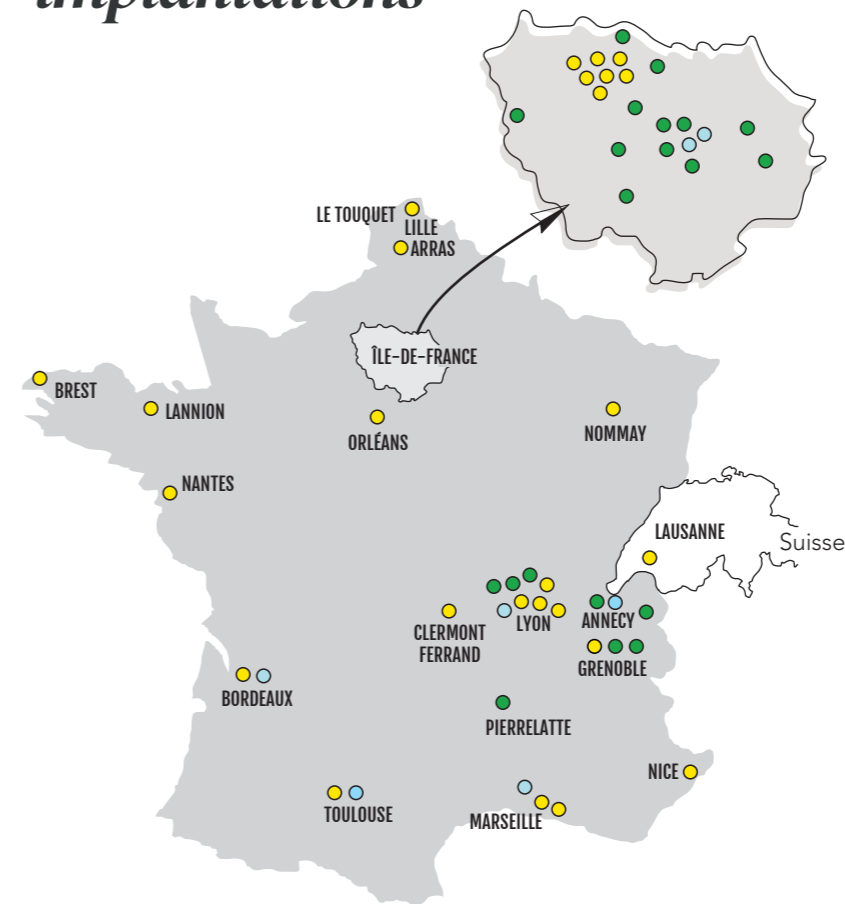 implantations
LE TOUQUET
LILLE
ARRAS
ÎLE-DE-FRANCE
BREST
LANNION
ORLÉANS
NOMMAY
NANTES
LAUSANNE
Suisse
LYON
ANNECY
CLERMONT
FERRAND
GRENOBLE
BORDEAUX
PIERRELATTE
NICE
TOULOUSE
MARSEILLE